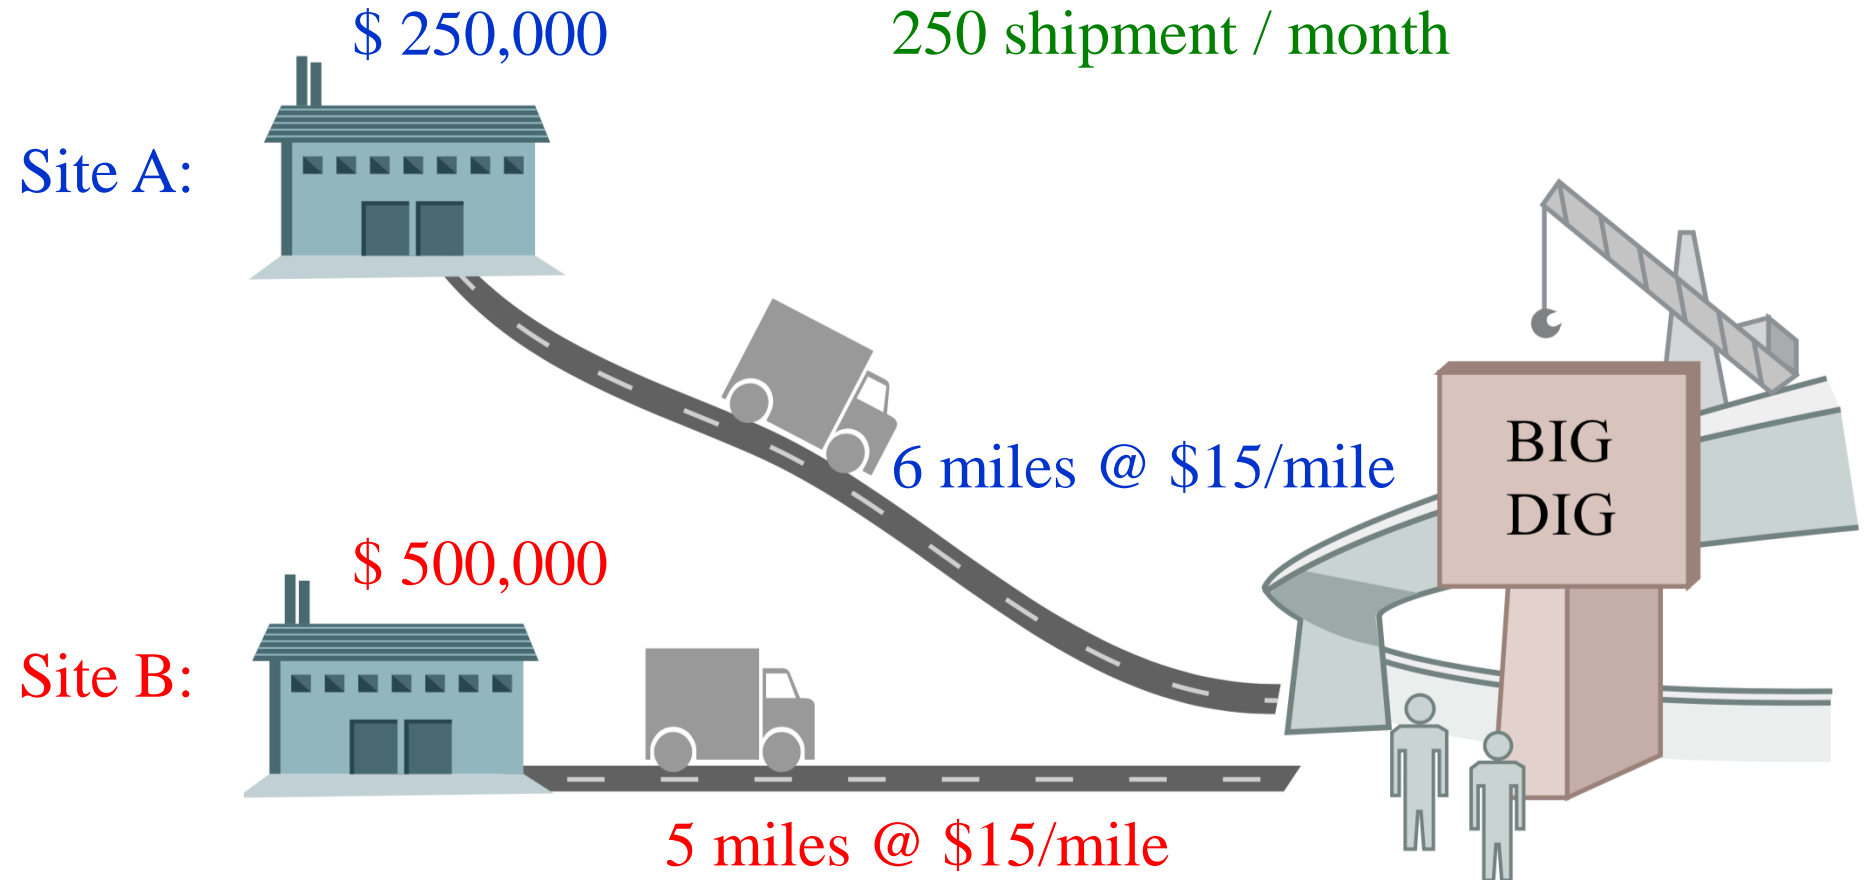 $ 250,000
250 shipment / month
Site A:
6 miles @ $15/mile
BIG
DIG
$ 500,000
Site B:
5 miles @ $15/mile